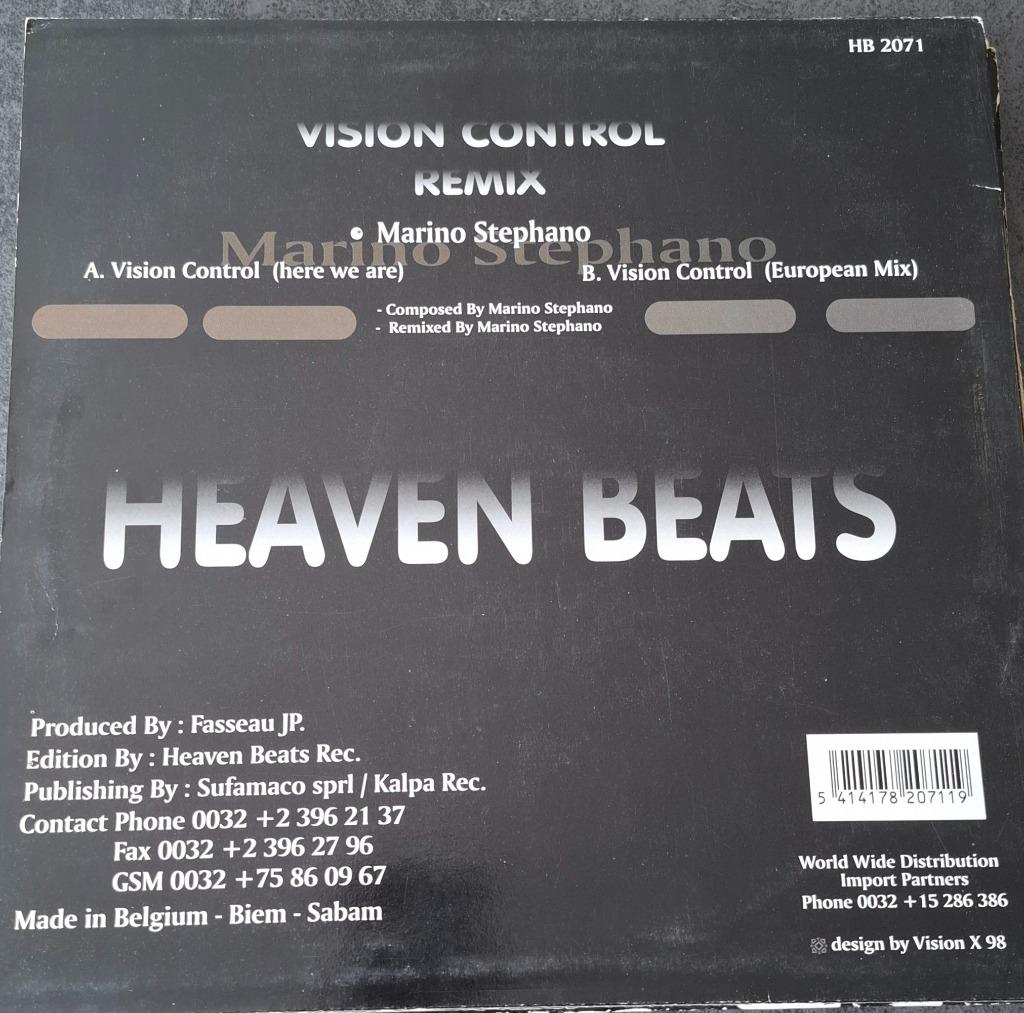 HB 2071
VISION CONTROL
REMIX
• Marino Stephano
Marino Stephano
A. Vision Control (here we are) B. Vision Control (European Mix)
- Composed By Marino Stephano
- Remixed By Marino Stephano
HEAVEN BEATS
Produced By : Fasseau JP.
Edition By : Heaven Beats Rec.
Publishing By : Sufamaco sprl / Kalpa Rec.
Contact Phone 0032 +2 396 21 37
Fax 0032 +2 396 27 96
GSM 0032 +75 86 09 67
Made in Belgium - Biem - Sabam
5 414178 207119
World Wide Distribution
Import Partners
Phone 0032 +15 286 386
design by Vision X 98